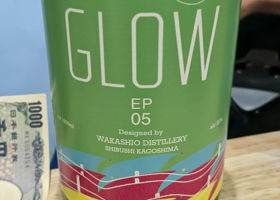 GLOW
EP
05
Designed by
WAKASHIO DISTILLERY
SHIBUSHI KAGOSHIMA
1000